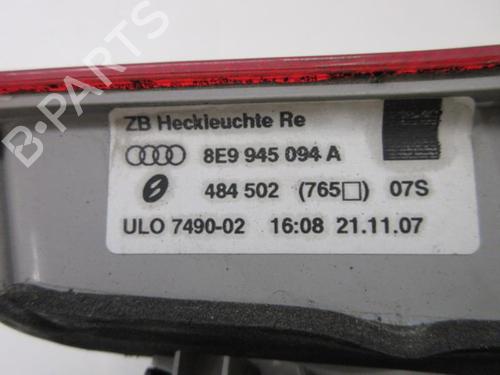 ZB Heckleuchte Re
8E9 945 094 A
484 502 (765□) 07S
ULO 7490-02 16:08 21.11.07
B-PARTS